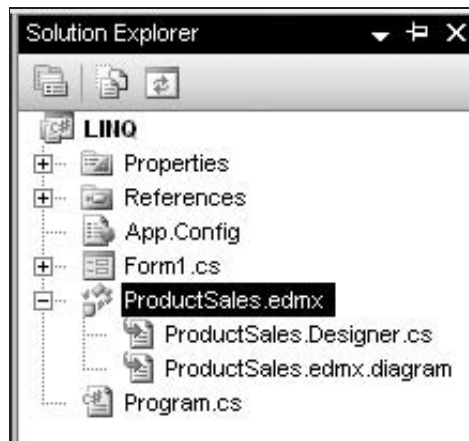 Solution Explorer
LINQ
Properties
References
App.Config
Form1.cs
ProductSales.edmx
ProductSales.Designer.cs
ProductSales.edmx.diagram
Program.cs